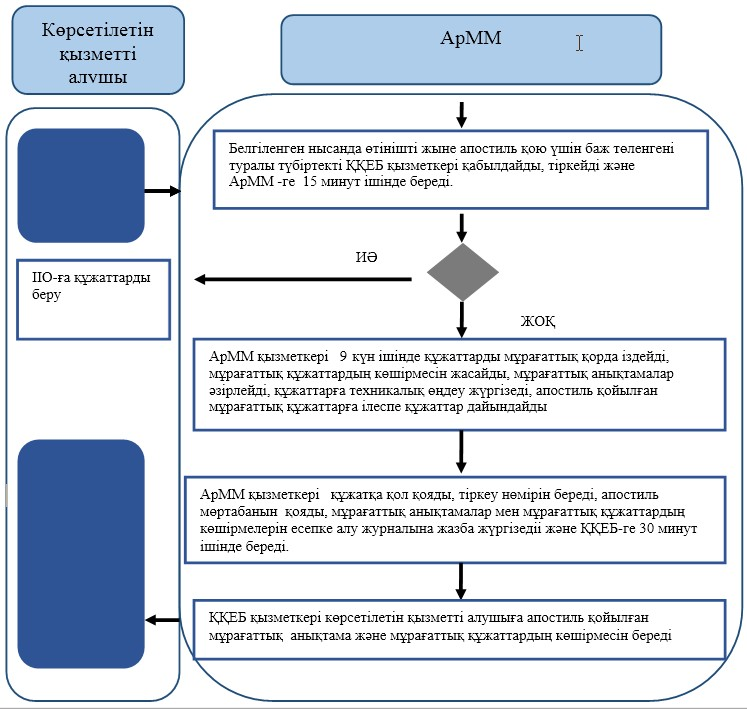 Көрсетілетін
қызметті
алушы
АрММ
Белгіленген нысанда өтінішті жыне апостиль қою үшін баж төленгені
туралы түбіртекті ҚҚЕБ қызметкері қабылдайды, тіркейді және
АрММ -ге 15 минут ішінде береді.
ИӘ
ІІО-ға құжаттарды
беру
ЖОҚ
АрММ қызметкері 9 күн ішінде құжаттарды мұрағаттық қорда іздейді,
мұрағаттық құжаттардың көшірмесін жасайды, мұрағаттық анықтамалар
әзірлейді, құжаттарға техникалық өңдеу жүргізеді, апостиль қойылған
мұрағаттық құжаттарға ілеспе құжаттар дайындайды
АрММ қызметкері құжатқа қол қояды, тіркеу нөмірін береді, апостиль
мөртабанын қояды, мұрағаттық анықтамалар мен мұрағаттық құжаттардың
көшірмелерін есепке алу журналына жазба жүргізедіі және ҚҚЕБ-ге 30 минут
ішінде береді.
ҚҚЕБ қызметкері көрсетілетін қызметті алушыға апостиль қойылған
мұрағаттық анықтама және мұрағаттық құжаттардың көшірмесін береді